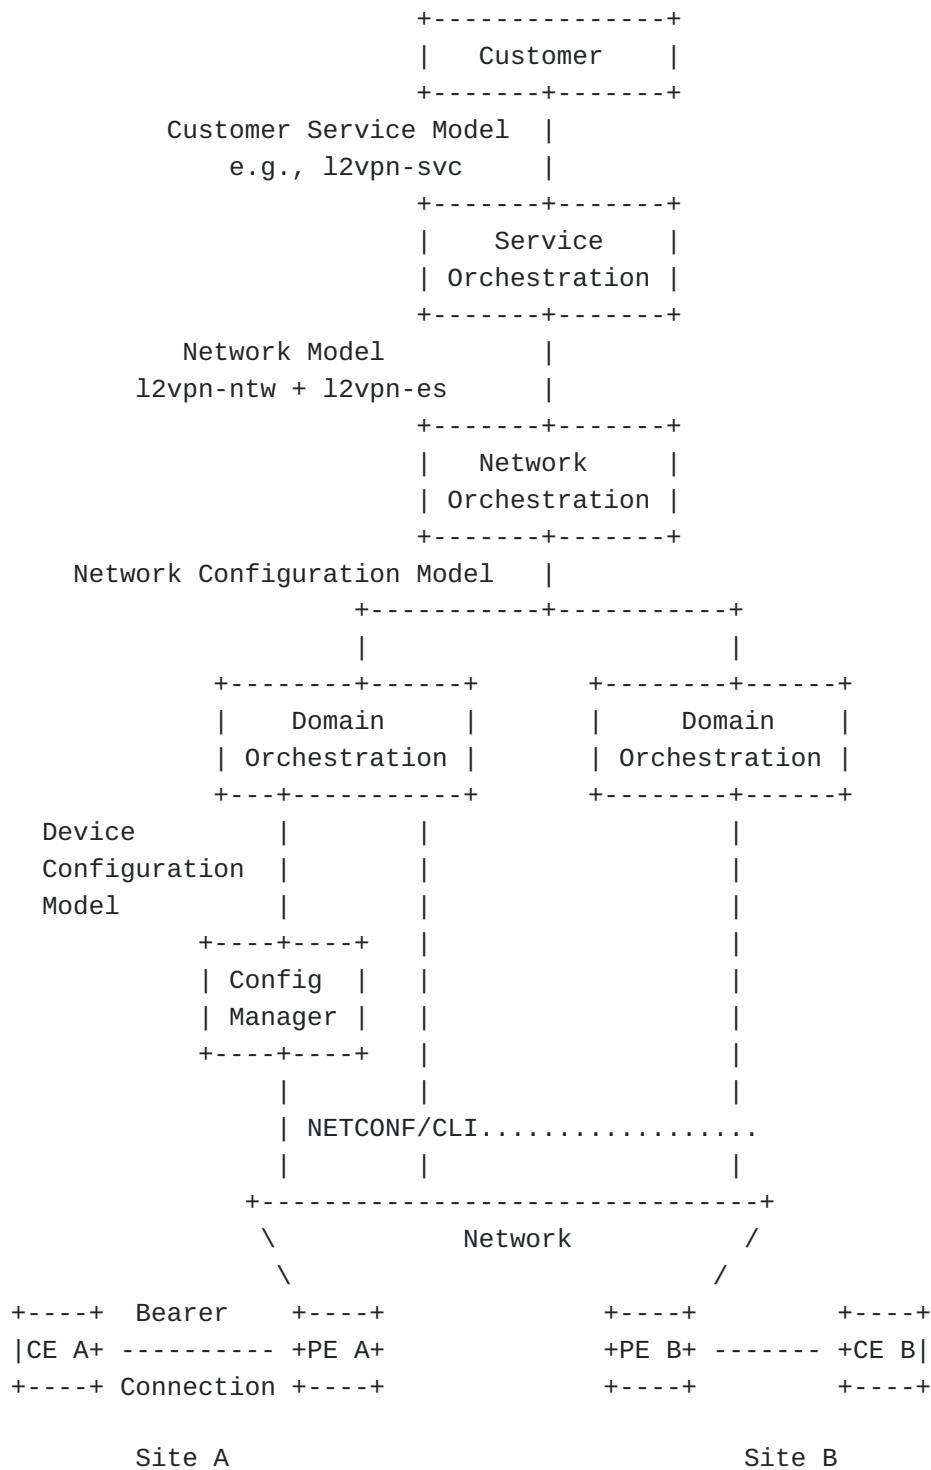 Customer
Customer Service Model
e.g., l2vpn-svc
Service
Orchestration
Network Model
l2vpn-ntw + l2vpn-es
Network
Orchestration
Network Configuration Model
Domain Domain
Orchestration Orchestration
Device
Configuration
Model
Config
Manager
NETCONF/CLI..................
Network
Bearer
CE A PE A PE B CE B
Connection
Site A Site B